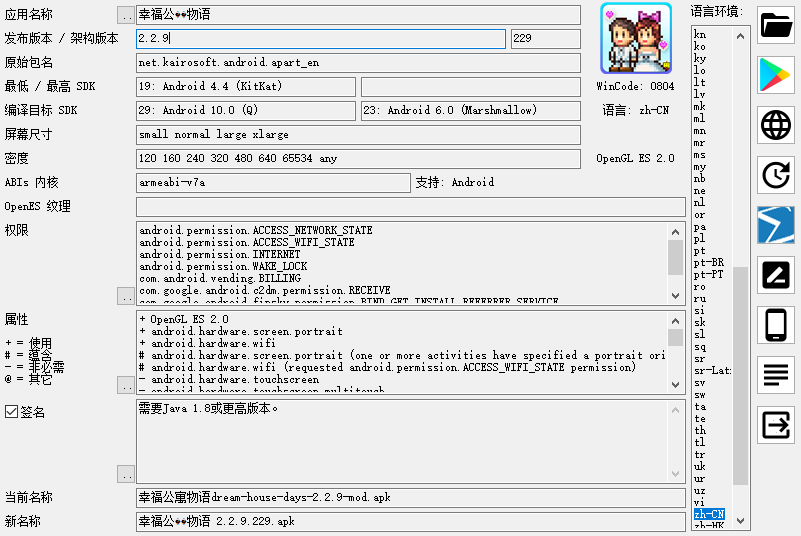 应用名称
..
幸福公👓物语
发布版本 / 架构版本
2.2.9
229
原始包名
net.kairosoft.android.apart_en
最低 / 最高 SDK
19: Android 4.4 (KitKat)
WinCode: 0804
编译目标 SDK
29: Android 10.0 (Q)
23: Android 6.0 (Marshmallow)
语言: zh-CN
屏幕尺寸
small normal large xlarge
密度
120 160 240 320 480 640 65534 any
OpenGL ES 2.0
ABIs 内核
armeabi-v7a
支持: Android
OpenES 纹理
权限
android.permission.ACCESS_NETWORK_STATE
android.permission.ACCESS_WIFI_STATE
android.permission.INTERNET
android.permission.WAKE_LOCK
com.android.vending.BILLING
com.google.android.c2dm.permission.RECEIVE
com.google.android.finsky.permission.BIND_GET_INSTALL_REFERRER_SERVICE
..
属性
+ = 使用
# = 蕴含
- = 非必需
@ = 其它
+ OpenGL ES 2.0
+ android.hardware.screen.portrait
+ android.hardware.wifi
# android.hardware.screen.portrait (one or more activities have specified a portrait ori
# android.hardware.wifi (requested android.permission.ACCESS_WIFI_STATE permission)
- android.hardware.touchscreen
- android.hardware.touchscreen.multitouch
..
签名
需要Java 1.8或更高版本。
..
当前名称
幸福公寓物语dream-house-days-2.2.9-mod.apk
新名称
幸福公👓物语 2.2.9.229.apk
语言环境:
kn
ko
ky
lo
lt
lv
mk
ml
mn
mr
ms
my
nb
ne
nl
or
pa
pl
pt
pt-BR
pt-PT
ro
ru
si
sk
sl
sq
sr
sr-Lat
sv
sw
ta
te
th
tl
tr
uk
ur
uz
vi
zh-CN
zh-HK